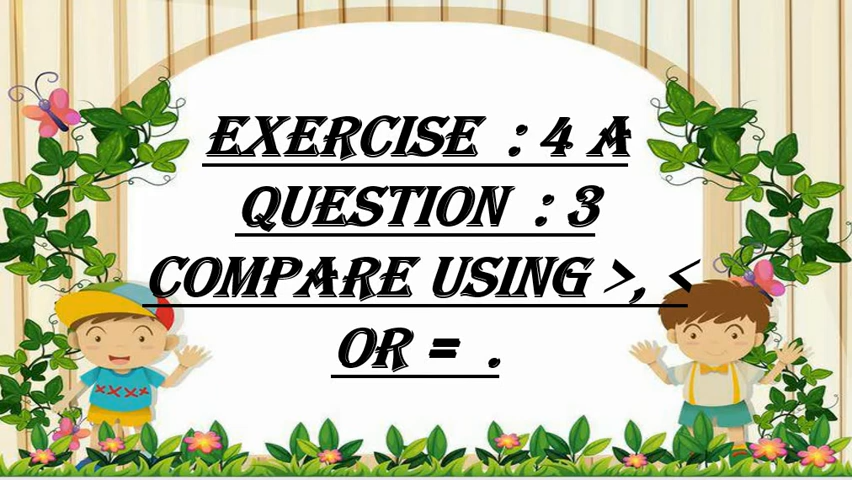 EXERCISE : 4 A
QUESTION : 3
COMPARE USING >, <
OR = .